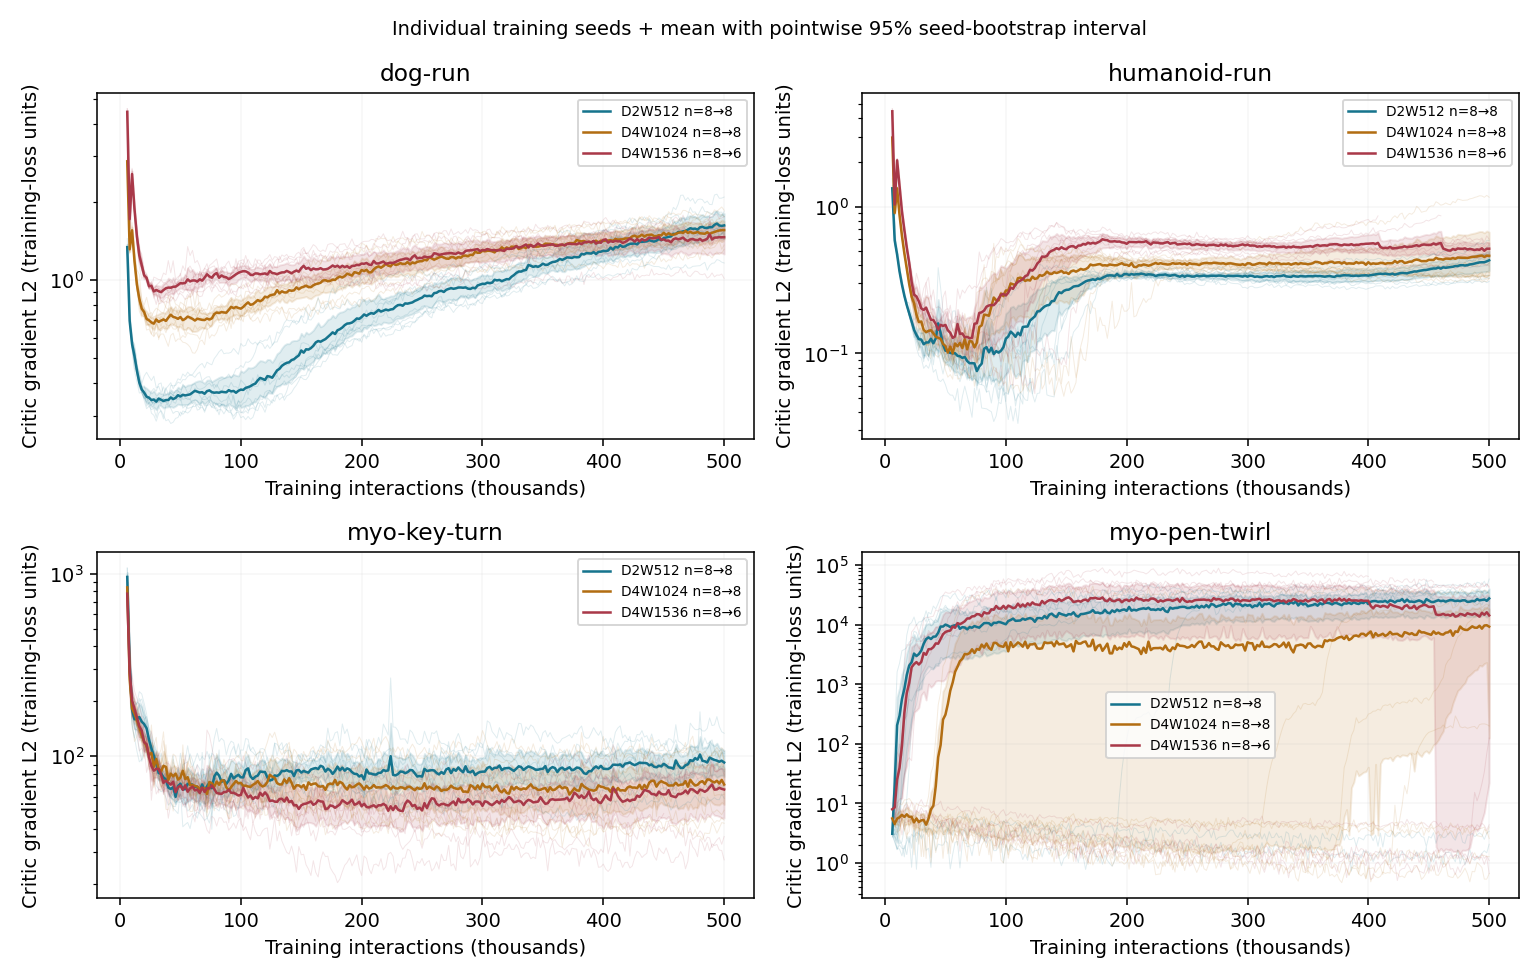 Individual training seeds + mean with pointwise 95% seed-bootstrap interval
dog-run
Critic gradient L2 (training-loss units)
10⁰
D2W512 n=8→8
D4W1024 n=8→8
D4W1536 n=8→6
0 100 200 300 400 500
Training interactions (thousands)
humanoid-run
Critic gradient L2 (training-loss units)
10⁰
10⁻¹
D2W512 n=8→8
D4W1024 n=8→8
D4W1536 n=8→6
0 100 200 300 400 500
Training interactions (thousands)
myo-key-turn
Critic gradient L2 (training-loss units)
10³
10²
D2W512 n=8→8
D4W1024 n=8→8
D4W1536 n=8→6
0 100 200 300 400 500
Training interactions (thousands)
myo-pen-twirl
Critic gradient L2 (training-loss units)
10⁵
10⁴
10³
10²
10¹
10⁰
D2W512 n=8→8
D4W1024 n=8→8
D4W1536 n=8→6
0 100 200 300 400 500
Training interactions (thousands)